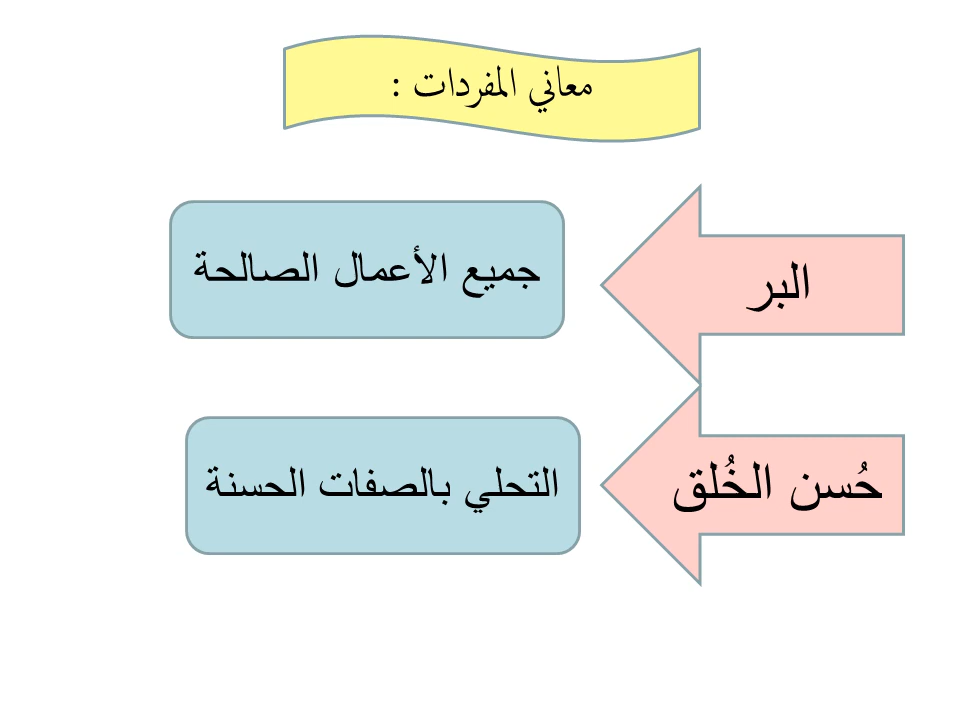 معاني المفردات :
البر
جميع الأعمال الصالحة
حُسن الخُلق
التحلي بالصفات الحسنة